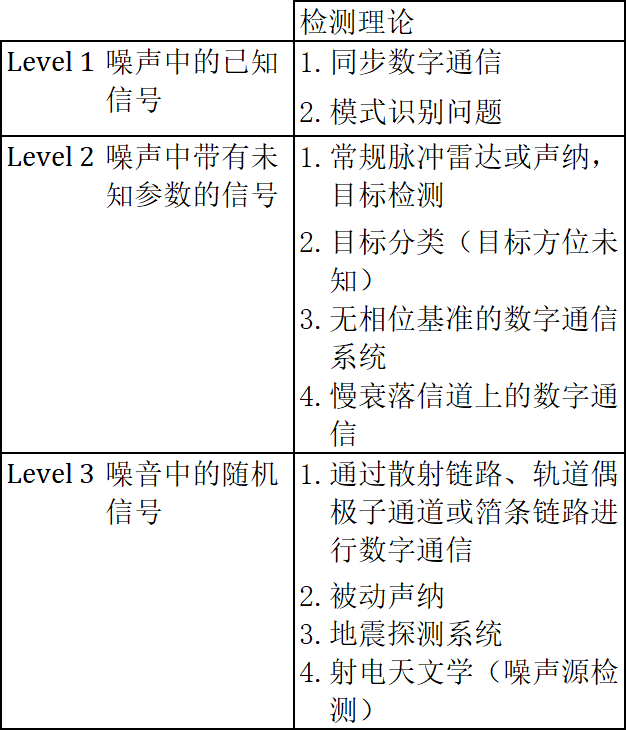 检测理论
Level 1 噪声中的已知
信号
1. 同步数字通信
2. 模式识别问题
Level 2 噪声中带有未
知参数的信号
1. 常规脉冲雷达或声纳，
目标检测
2. 目标分类（目标方位未
知）
3. 无相位基准的数字通信
系统
4. 慢衰落信道上的数字通
信
Level 3 噪音中的随机
信号
1. 通过散射链路、轨道偶
极子通道或箔条链路进
行数字通信
2. 被动声纳
3. 地震探测系统
4. 射电天文学（噪声源检
测）